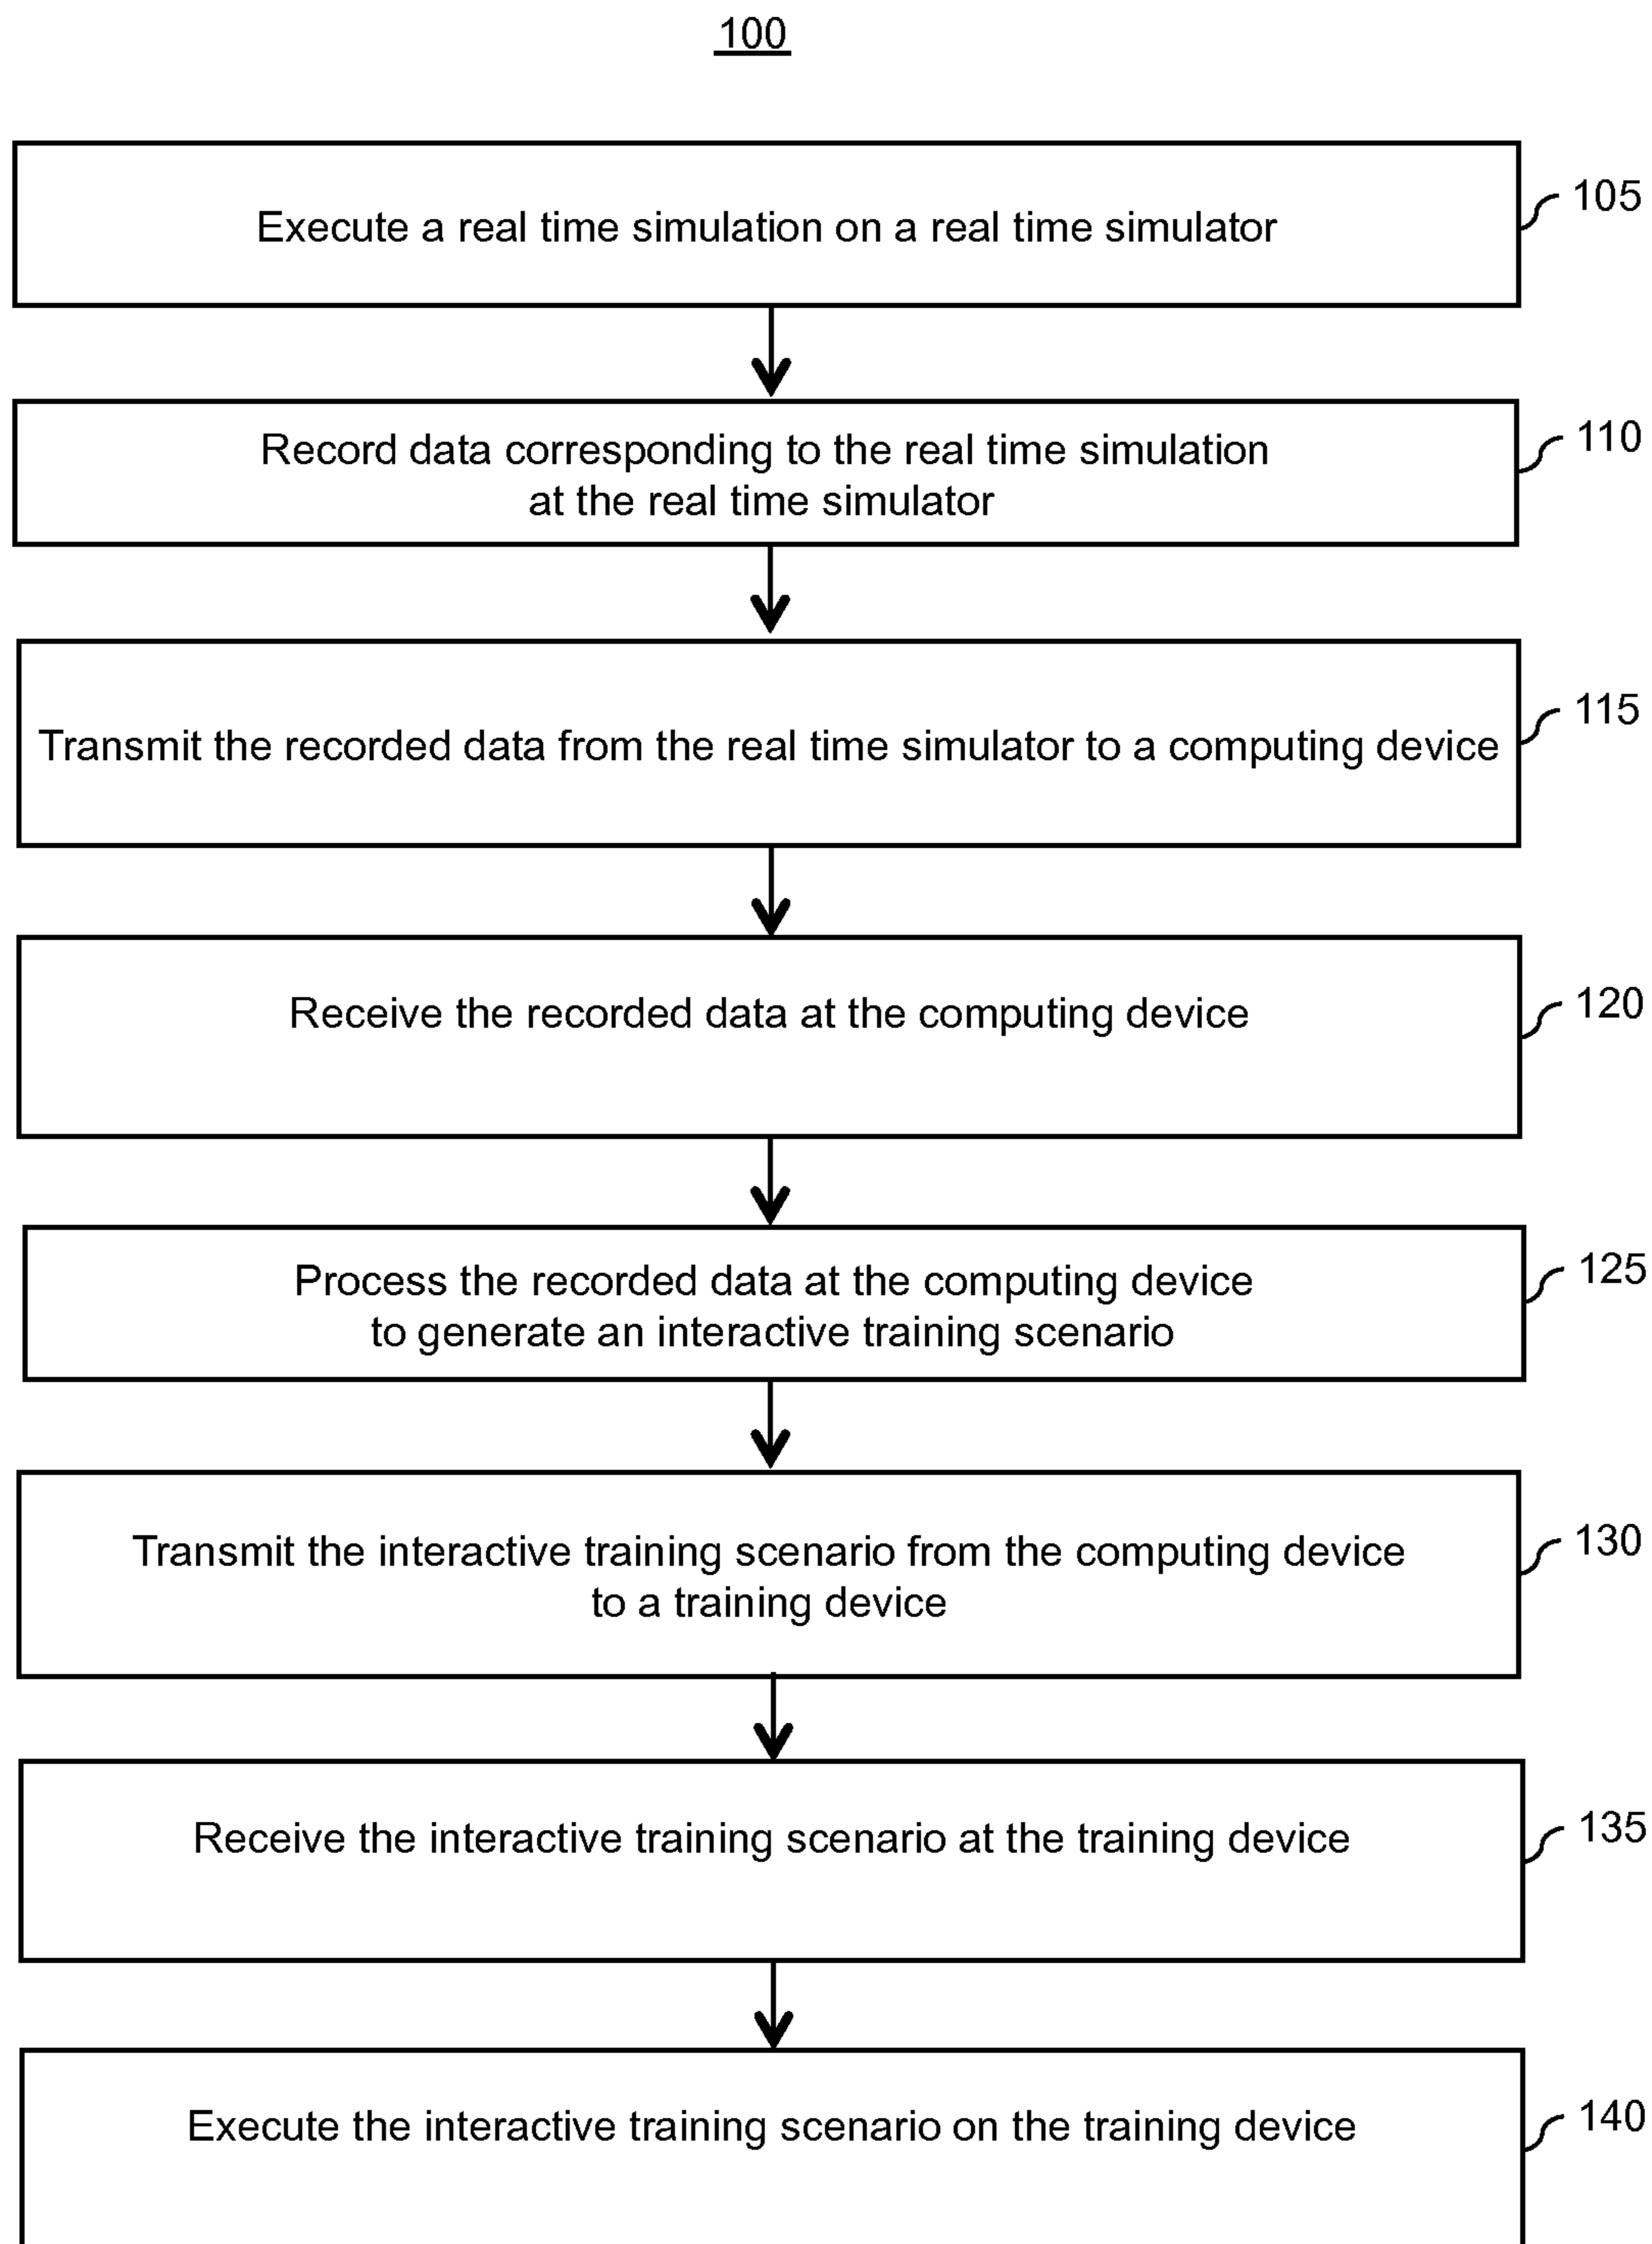 100
Execute a real time simulation on a real time simulator
105
Record data corresponding to the real time simulation
at the real time simulator
110
Transmit the recorded data from the real time simulator to a computing device
115
Receive the recorded data at the computing device
120
Process the recorded data at the computing device
to generate an interactive training scenario
125
Transmit the interactive training scenario from the computing device
to a training device
130
Receive the interactive training scenario at the training device
135
Execute the interactive training scenario on the training device
140